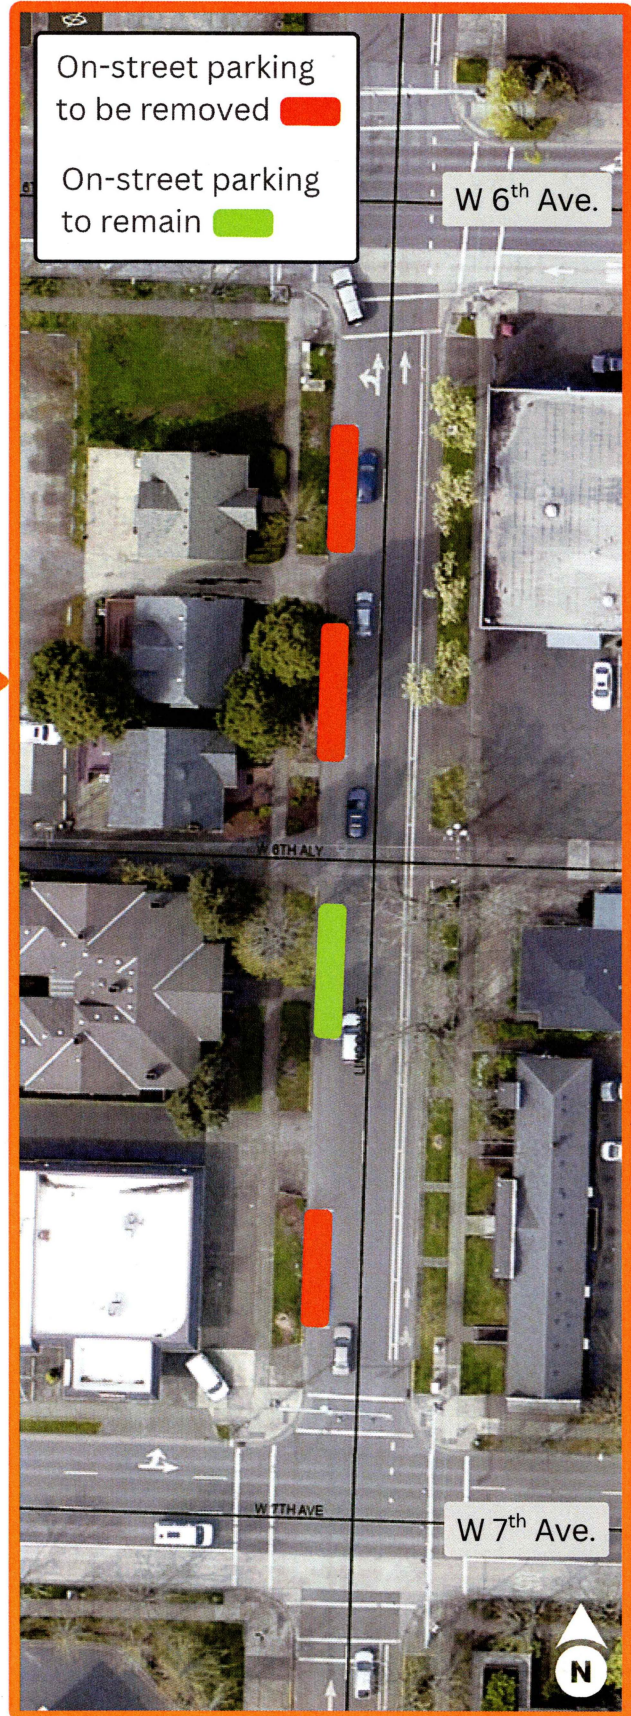 On-street parking
to be removed
On-street parking
to remain
W 6th Ave.
W 6TH ALY
W 7TH AVE
W 7th Ave.
N